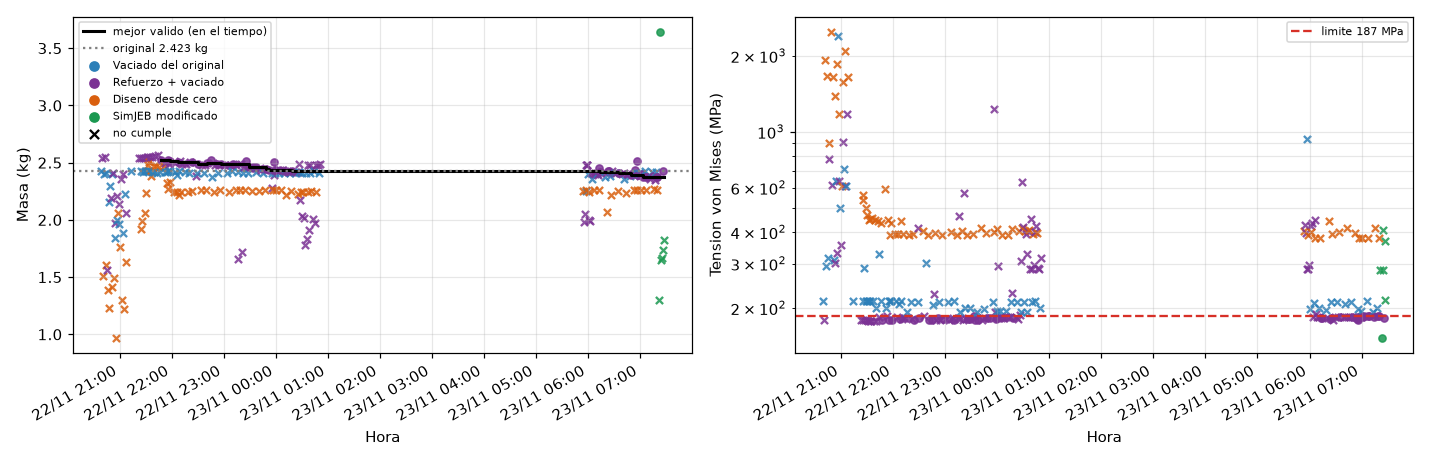 3.5
3.0
2.5
2.0
1.5
1.0
Masa (kg)
mejor valido (en el tiempo)
original 2.423 kg
Vaciado del original
Refuerzo + vaciado
Diseno desde cero
SimJEB modificado
no cumple
22/11 21:00
22/11 22:00
22/11 23:00
23/11 00:00
23/11 01:00
23/11 02:00
23/11 03:00
23/11 04:00
23/11 05:00
23/11 06:00
23/11 07:00
Hora
2 × 10³
10³
6 × 10²
4 × 10²
3 × 10²
2 × 10²
Tension von Mises (MPa)
limite 187 MPa
22/11 21:00
22/11 22:00
22/11 23:00
23/11 00:00
23/11 01:00
23/11 02:00
23/11 03:00
23/11 04:00
23/11 05:00
23/11 06:00
23/11 07:00
Hora